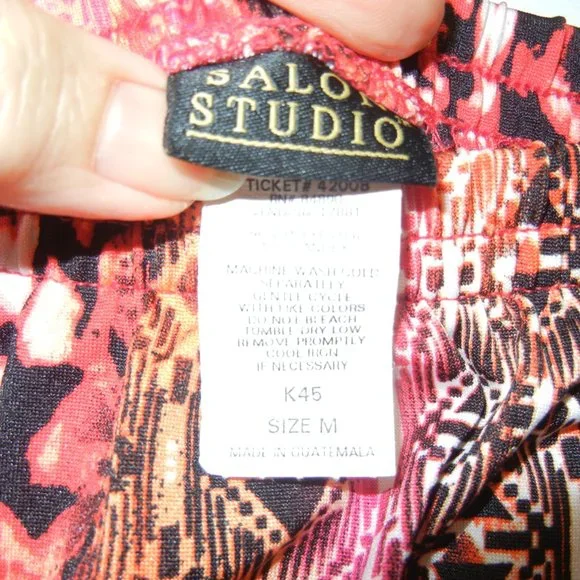 SALON
STUDIO
TICKET# 42008
MACHINE WASH COLD
SEPARATELY
GENTLE CYCLE
WITH LIKE COLORS
DO NOT BLEACH
TUMBLE DRY LOW
REMOVE PROMPTLY
COOL IRON
IF NECESSARY
K45
SIZE M
MADE IN GUATEMALA